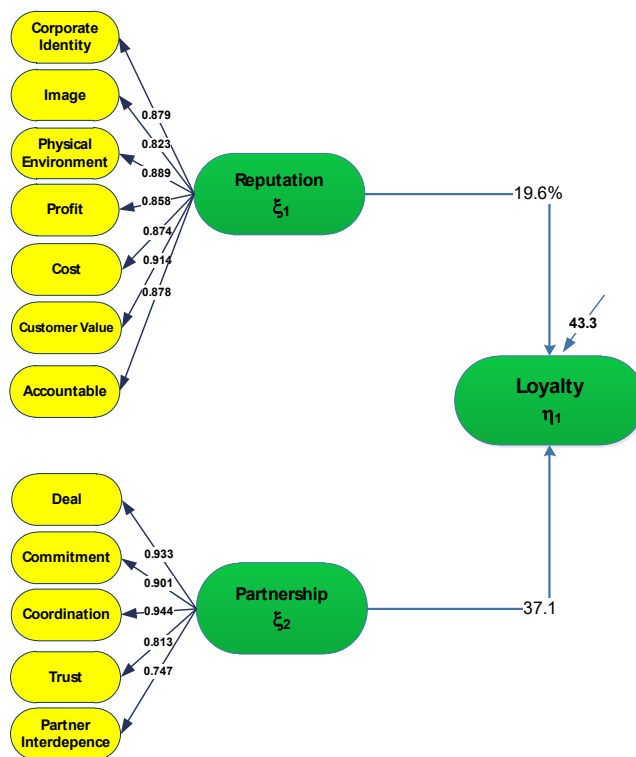 Corporate
Identity
Image
Physical
Environment
Profit
Cost
Customer Value
Accountable
0.879
0.823
0.889
0.858
0.874
0.914
0.878
Reputation
ξ1
19.6%
43.3
Loyalty
η1
Deal
Commitment
Coordination
Trust
Partner
Interdepence
0.933
0.901
0.944
0.813
0.747
Partnership
ξ2
37.1